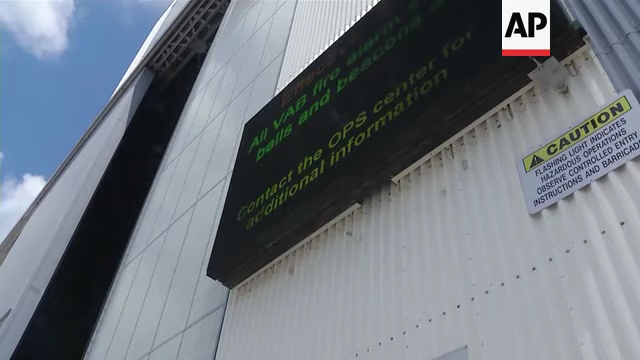 AP
Effective
All VAB fire alarm
bells and beacons
Contact the OPS center for
additional information
CAUTION
FLASHING LIGHT INDICATES
HAZARDOUS OPERATIONS
OBSERVE CONTROLLED ENTRY
INSTRUCTIONS AND BARRICADES